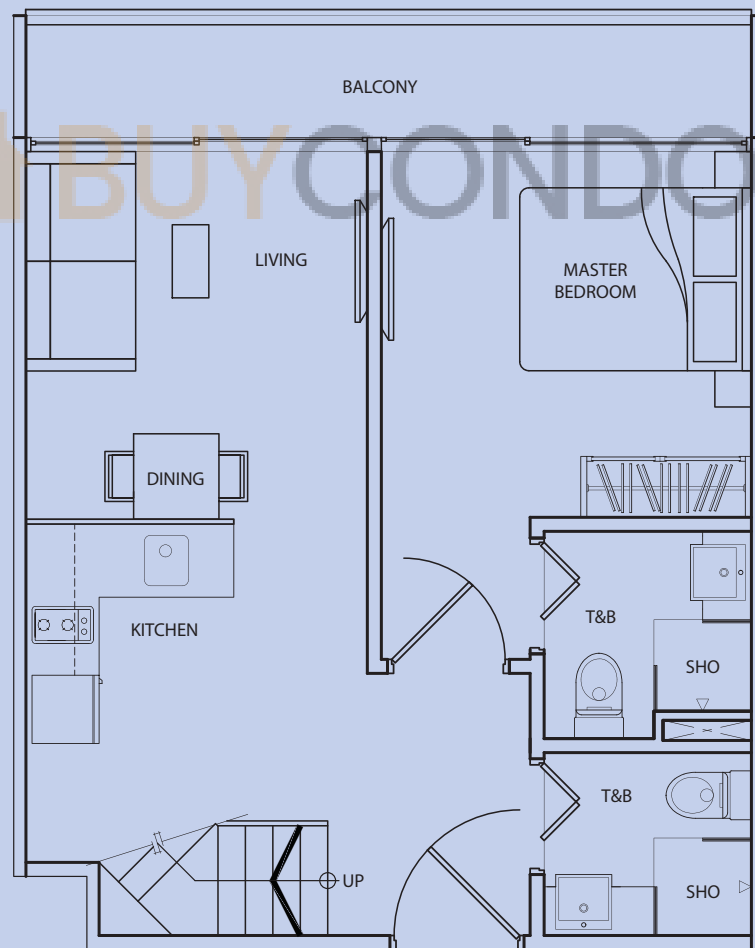 BALCONY
BUYCONDO
LIVING
MASTER
BEDROOM
DINING
KITCHEN
T&B
SHO
T&B
UP
SHO